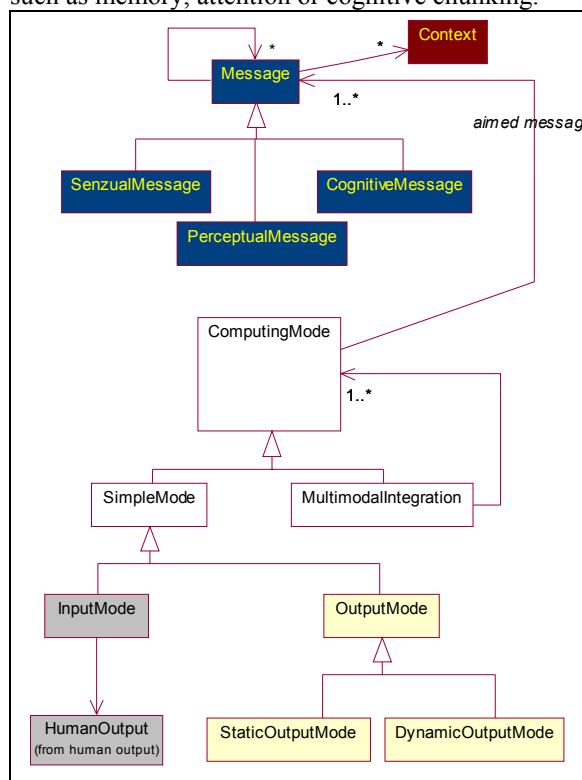 such as memory, attention or cognitive chunking.
Context
*
*
Message
1..*
aimed message
SenzualMessage
CognitiveMessage
PerceptualMessage
ComputingMode
1..*
SimpleMode
MultimodalIntegration
InputMode
OutputMode
HumanOutput
(from human output)
StaticOutputMode
DynamicOutputMode